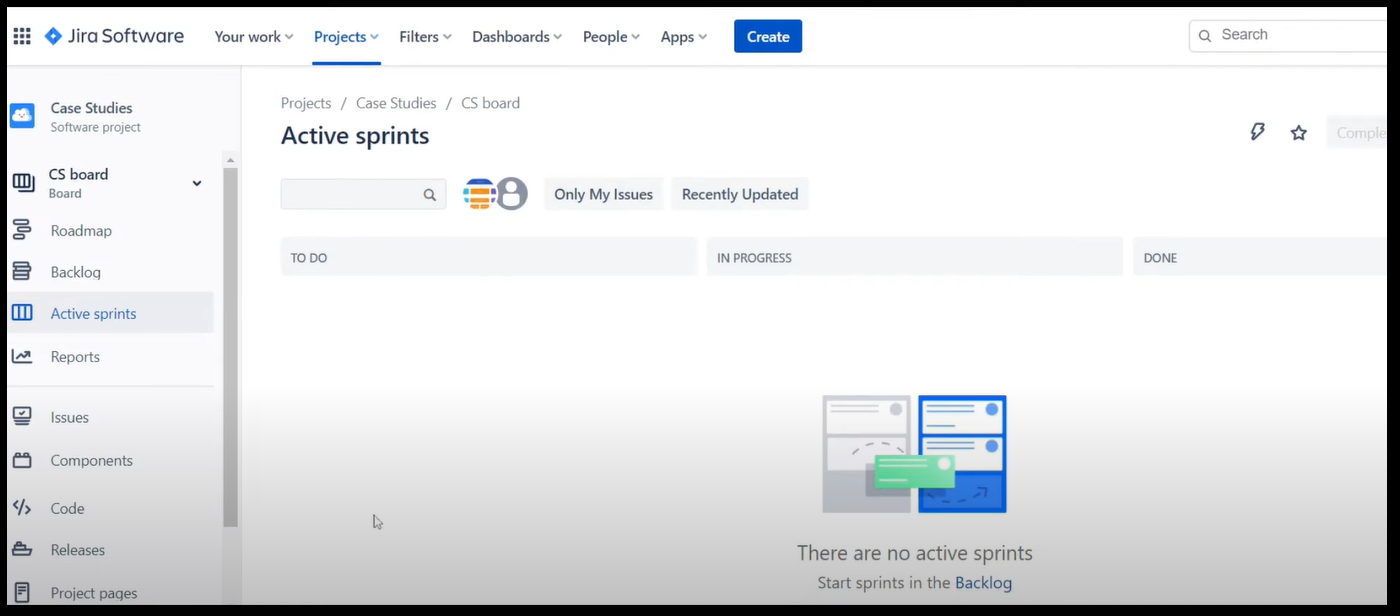 Jira Software Your work Projects Filters Dashboards People Apps Create Search
Case Studies
Software project
CS board
Board
Roadmap
Backlog
Active sprints
Reports
Issues
Components
Code
Releases
Project pages
Projects / Case Studies / CS board
Active sprints
Comple
Only My Issues Recently Updated
TO DO IN PROGRESS DONE
There are no active sprints
Start sprints in the Backlog